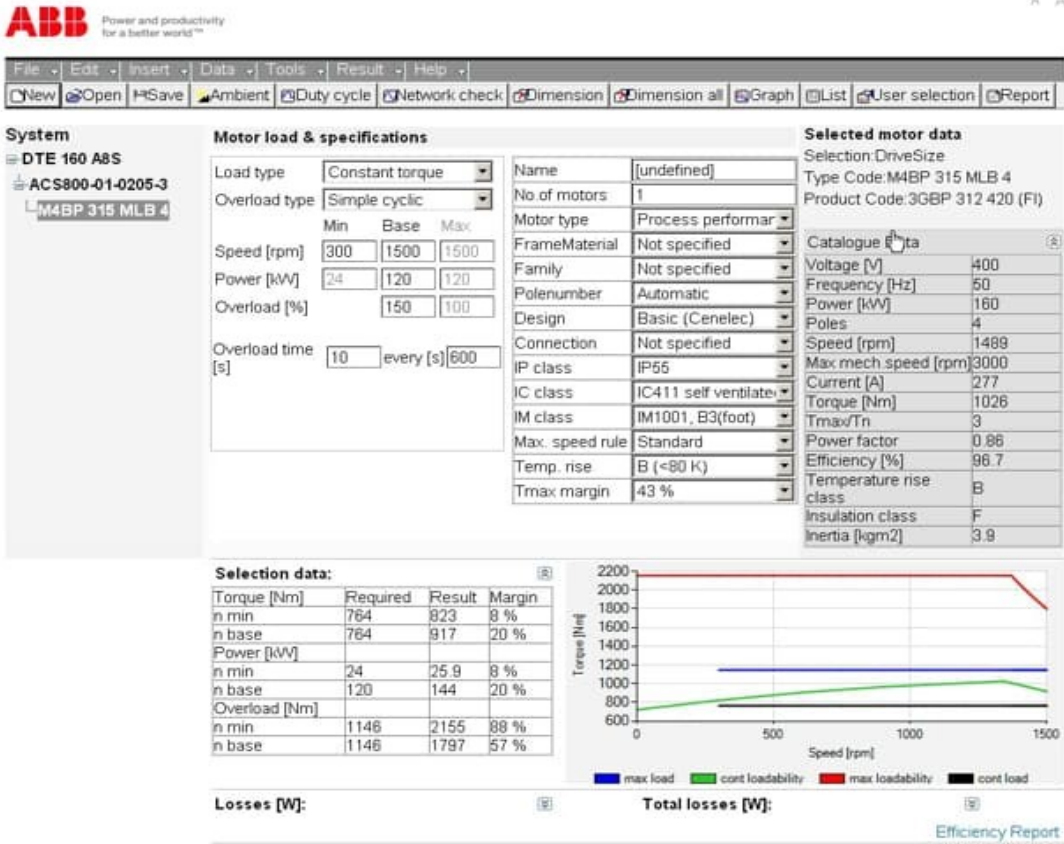 ABB Power and productivity
for a better world™
File Edit Insert Data Tools Result Help
New Open Save Ambient Duty cycle Network check Dimension Dimension all Graph List User selection Report
System
DTE 160 A8S
ACS800-01-0205-3
M4BP 315 MLB 4
Motor load & specifications
Load type Constant torque
Overload type Simple cyclic
Min Base Max
Speed [rpm] 300 1500 1500
Power [kW] 24 120 120
Overload [%] 150 100
Overload time
[s] 10 every [s] 600
Name [undefined]
No.of motors 1
Motor type Process performar
FrameMaterial Not specified
Family Not specified
Polenumber Automatic
Design Basic (Cenelec)
Connection Not specified
IP class IP55
IC class IC411 self ventilate
IM class IM1001, B3(foot)
Max. speed rule Standard
Temp. rise B (<80 K)
Tmax margin 43 %
Selected motor data
Selection:DriveSize
Type Code:M4BP 315 MLB 4
Product Code:3GBP 312 420 (FI)
Catalogue
Voltage [V] 400
Frequency [Hz] 50
Power [kW] 160
Poles 4
Speed [rpm] 1489
Max mech.speed [rpm] 3000
Current [A] 277
Torque [Nm] 1026
Tmax/Tn 3
Power factor 0.86
Efficiency [%] 96.7
Temperature rise
class B
Insulation class F
Inertia [kgm2] 3.9
Selection data:
Torque [Nm] Required Result Margin
n min 764 823 8 %
n base 764 917 20 %
Power [kW]
n min 24 25.9 8 %
n base 120 144 20 %
Overload [Nm]
n min 1146 2155 88 %
n base 1146 1797 57 %
Torque [Nm]
2200
2000
1800
1600
1400
1200
1000
800
600
0 500 1000 1500
Speed [rpm]
max load cont loadability max loadability cont load
Losses [W]: Total losses [W]:
Efficiency Report